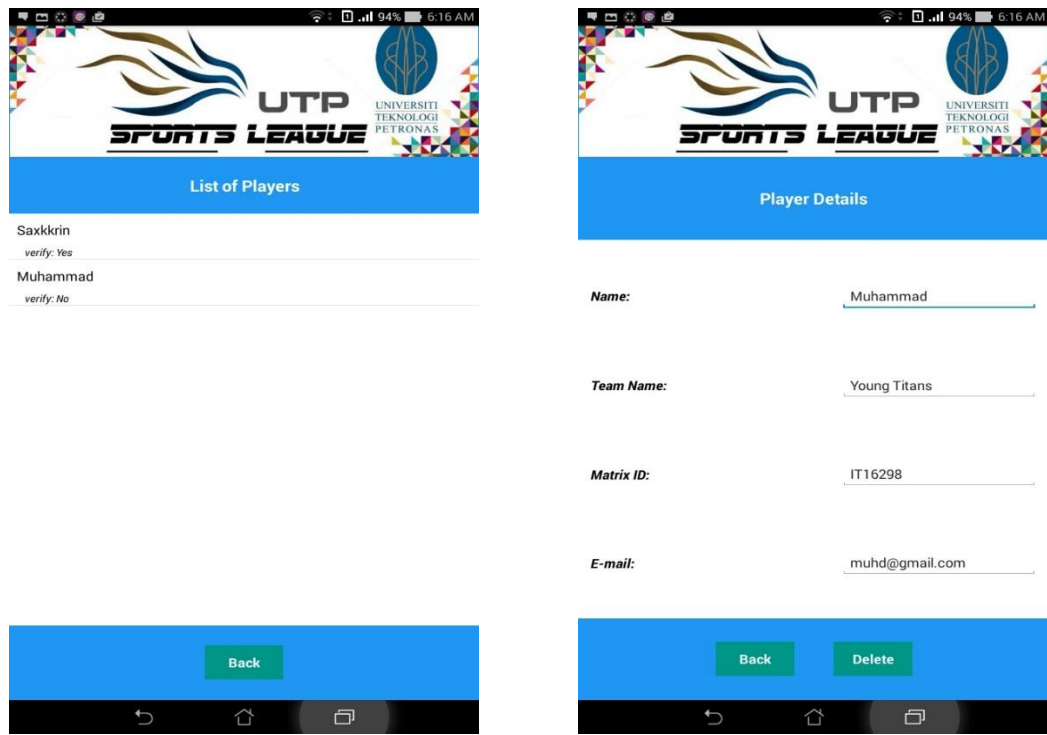 94% 6:16 AM
UTP
SPORTS LEAGUE
UNIVERSITI
TEKNOLOGI
PETRONAS
List of Players
Saxkkrin
verify: Yes
Muhammad
verify: No
Back
94% 6:16 AM
UTP
SPORTS LEAGUE
UNIVERSITI
TEKNOLOGI
PETRONAS
Player Details
Name: Muhammad
Team Name: Young Titans
Matrix ID: IT16298
E-mail: muhd@gmail.com
Back Delete